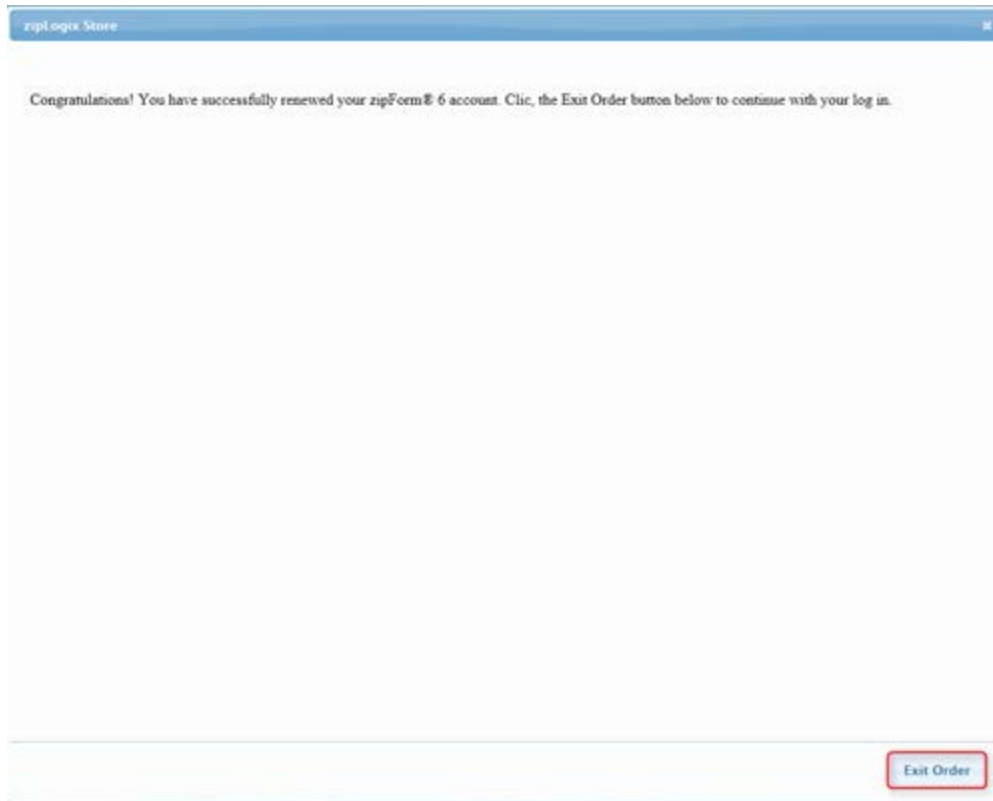 zipLogix Store
Congratulations! You have successfully renewed your zipForm® 6 account. Clic, the Exit Order button below to continue with your log in.
Exit Order